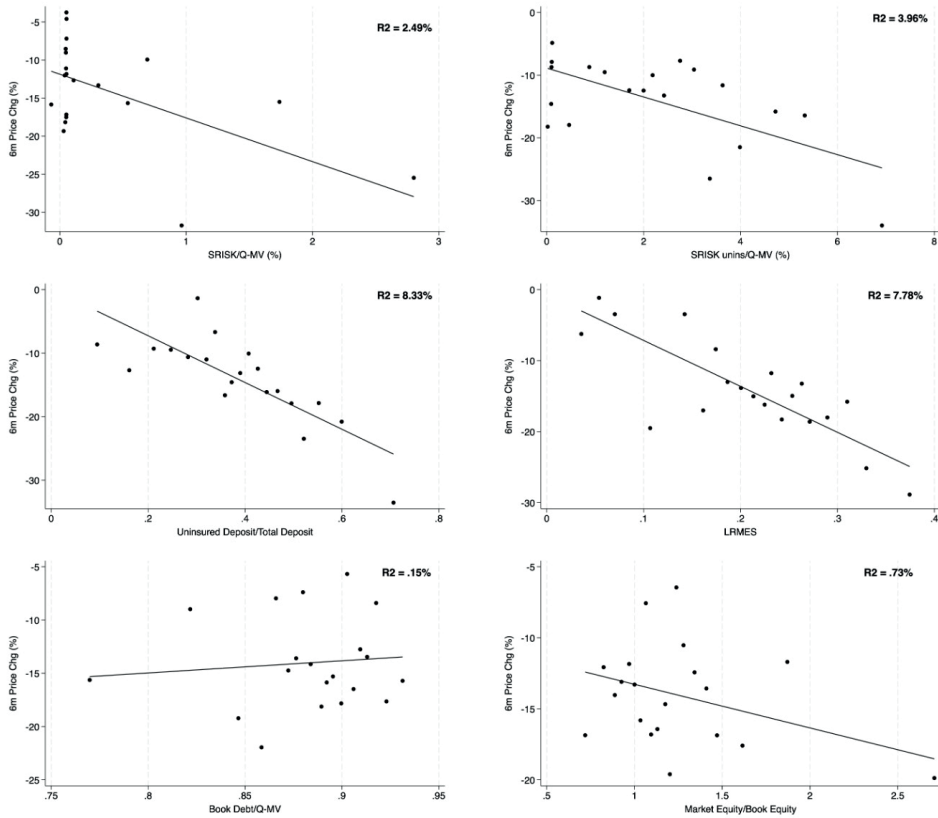 R2 = 2.49%
6m Price Chg (%)
-5
-10
-15
-20
-25
-30
0 1 2 3
SRISK/Q-MV (%)
R2 = 3.96%
6m Price Chg (%)
0
-10
-20
-30
0 2 4 6 8
SRISK unins/Q-MV (%)
R2 = 8.33%
6m Price Chg (%)
0
-10
-20
-30
0 .2 .4 .6 .8
Uninsured Deposit/Total Deposit
R2 = 7.78%
6m Price Chg (%)
0
-10
-20
-30
0 .1 .2 .3 .4
LRMES
R2 = .15%
6m Price Chg (%)
-5
-10
-15
-20
-25
.75 .8 .85 .9 .95
Book Debt/Q-MV
R2 = .73%
6m Price Chg (%)
-5
-10
-15
-20
.5 1 1.5 2 2.5
Market Equity/Book Equity